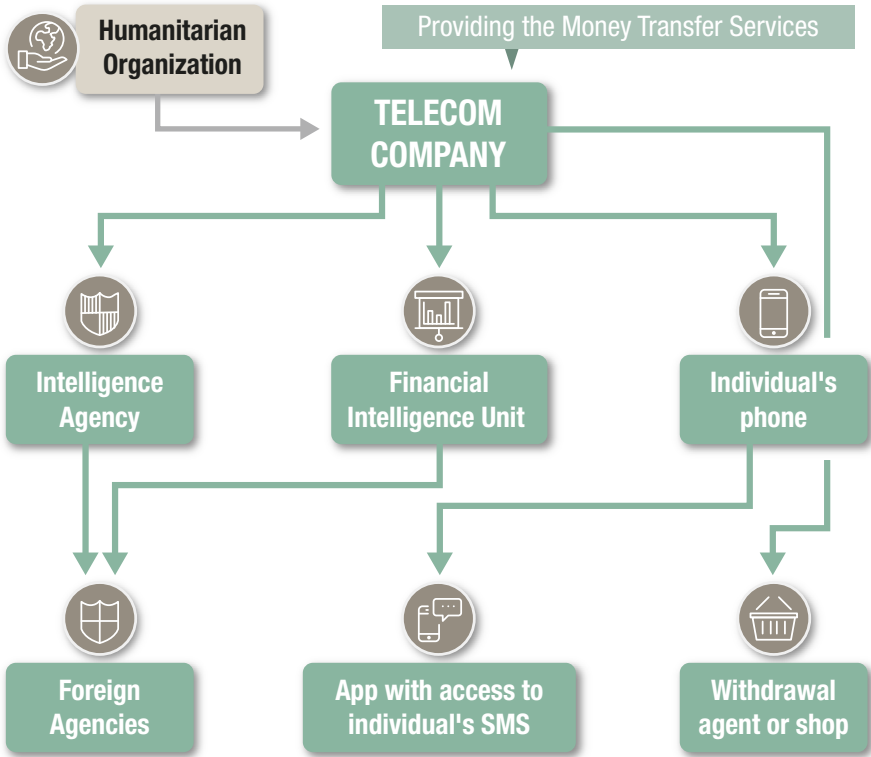 Humanitarian
Organization
Providing the Money Transfer Services
TELECOM
COMPANY
Intelligence
Agency
Financial
Intelligence Unit
Individual's
phone
Foreign
Agencies
App with access to
individual's SMS
Withdrawal
agent or shop